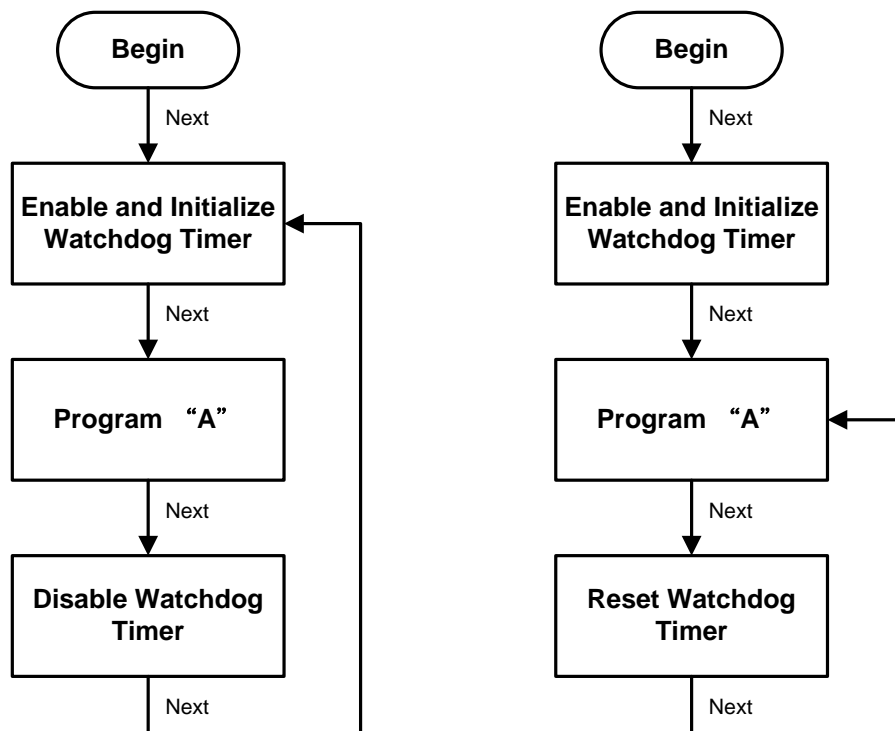 Begin
Next
Enable and Initialize
Watchdog Timer
Next
Program “A”
Next
Disable Watchdog
Timer
Next
Begin
Next
Enable and Initialize
Watchdog Timer
Next
Program “A”
Next
Reset Watchdog
Timer
Next